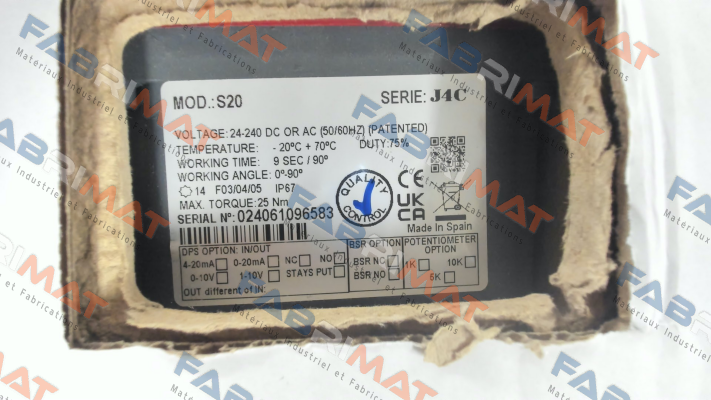 MOD.:S20 SERIE: J4C
VOLTAGE: 24-240 DC OR AC (50/60HZ) (PATENTED)
TEMPERATURE: - 20ºC + 70ºC DUTY:75%
WORKING TIME: 9 SEC / 90º
WORKING ANGLE: 0º-90º
14 F03/04/05 IP67
MAX. TORQUE: 25 Nm
SERIAL Nº: 024061096583
QUALITY CONTROL
CE
UK
CA
Made In Spain
DPS OPTION: IN/OUT
4-20mA 0-20mA NC NO
0-10V 1-10V STAYS PUT
OUT different of IN:
BSR OPTION
BSR NC
BSR NO
POTENTIOMETER
OPTION
1K 10K
5K
FABRIMAT
Materiaux Industriel et Fabrications